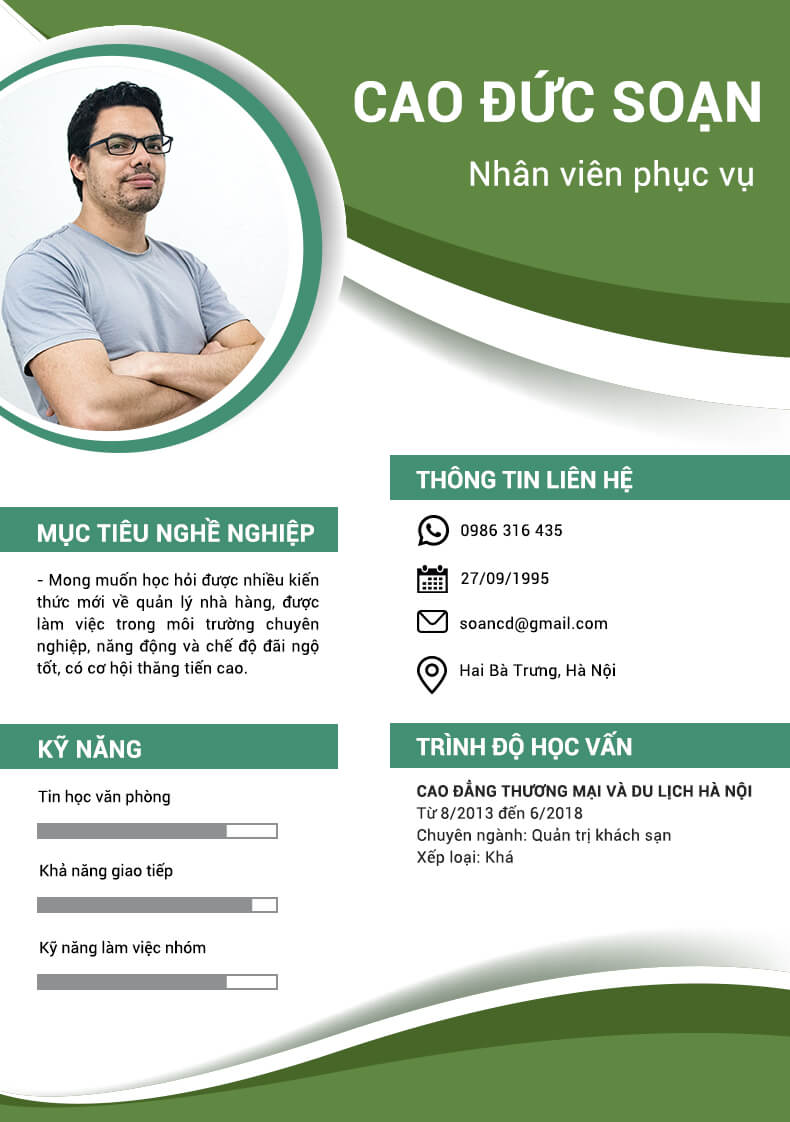 CAO ĐỨC SOẠN
Nhân viên phục vụ
MỤC TIÊU NGHỀ NGHIỆP
- Mong muốn học hỏi được nhiều kiến
thức mới về quản lý nhà hàng, được
làm việc trong môi trường chuyên
nghiệp, năng động và chế độ đãi ngộ
tốt, có cơ hội thăng tiến cao.
KỸ NĂNG
Tin học văn phòng
Khả năng giao tiếp
Kỹ năng làm việc nhóm
THÔNG TIN LIÊN HỆ
0986 316 435
27/09/1995
soancd@gmail.com
Hai Bà Trưng, Hà Nội
TRÌNH ĐỘ HỌC VẤN
CAO ĐẲNG THƯƠNG MẠI VÀ DU LỊCH HÀ NỘI
Từ 8/2013 đến 6/2018
Chuyên ngành: Quản trị khách sạn
Xếp loại: Khá